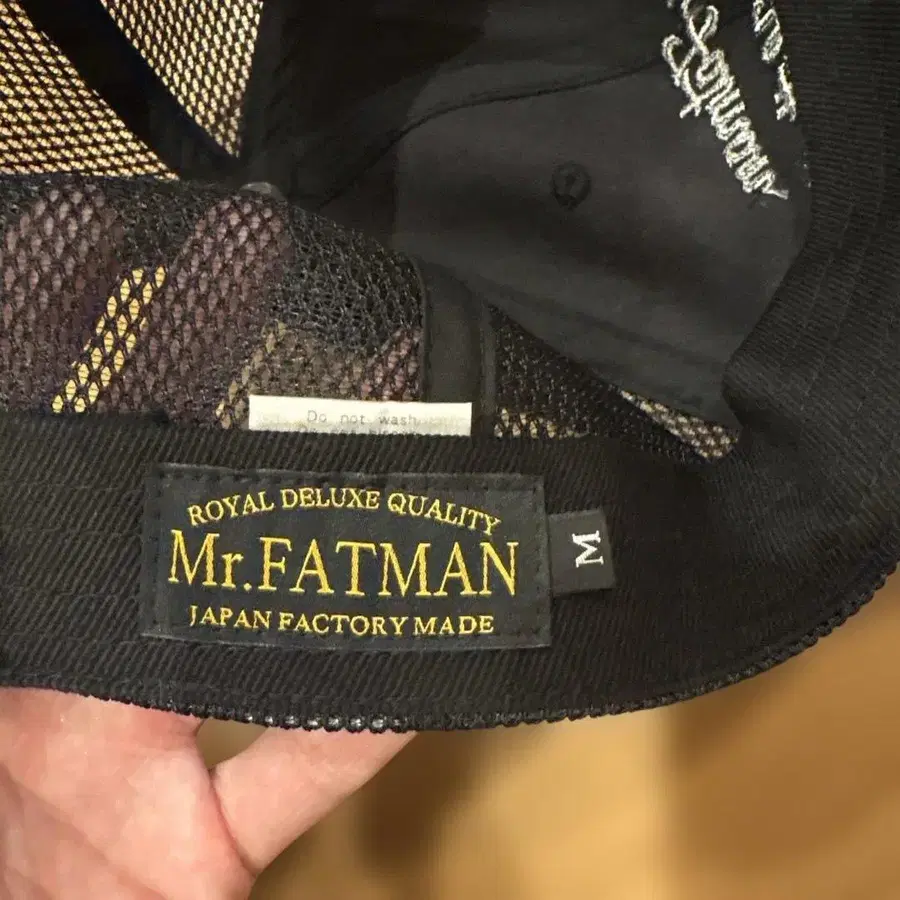 Do not wash
ROYAL DELUXE QUALITY
Mr.FATMAN
M
JAPAN FACTORY MADE